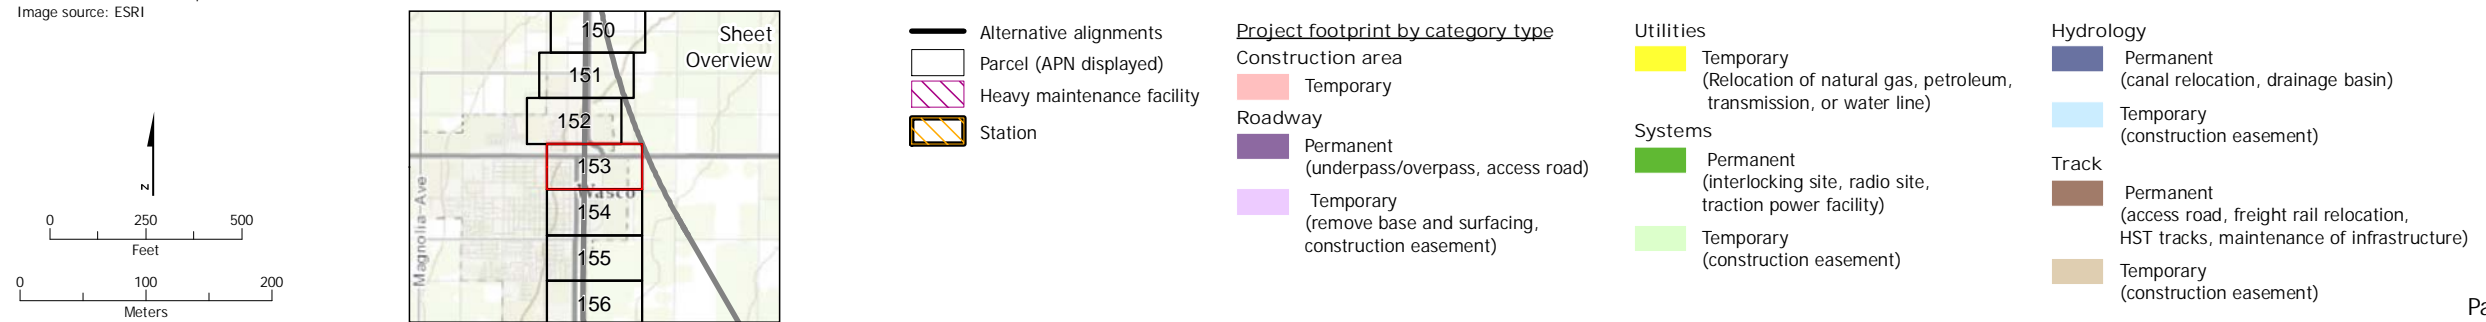 Image source: ESRI
N
0 250 500
Feet
0 100 200
Meters
Sheet
Overview
150
151
152
153
Wasco
154
155
156
Magnolia Ave
Alternative alignments
Parcel (APN displayed)
Heavy maintenance facility
Station
Project footprint by category type
Construction area
Temporary
Roadway
Permanent
(underpass/overpass, access road)
Temporary
(remove base and surfacing,
construction easement)
Utilities
Temporary
(Relocation of natural gas, petroleum,
transmission, or water line)
Systems
Permanent
(interlocking site, radio site,
traction power facility)
Temporary
(construction easement)
Hydrology
Permanent
(canal relocation, drainage basin)
Temporary
(construction easement)
Track
Permanent
(access road, freight rail relocation,
HST tracks, maintenance of infrastructure)
Temporary
(construction easement)